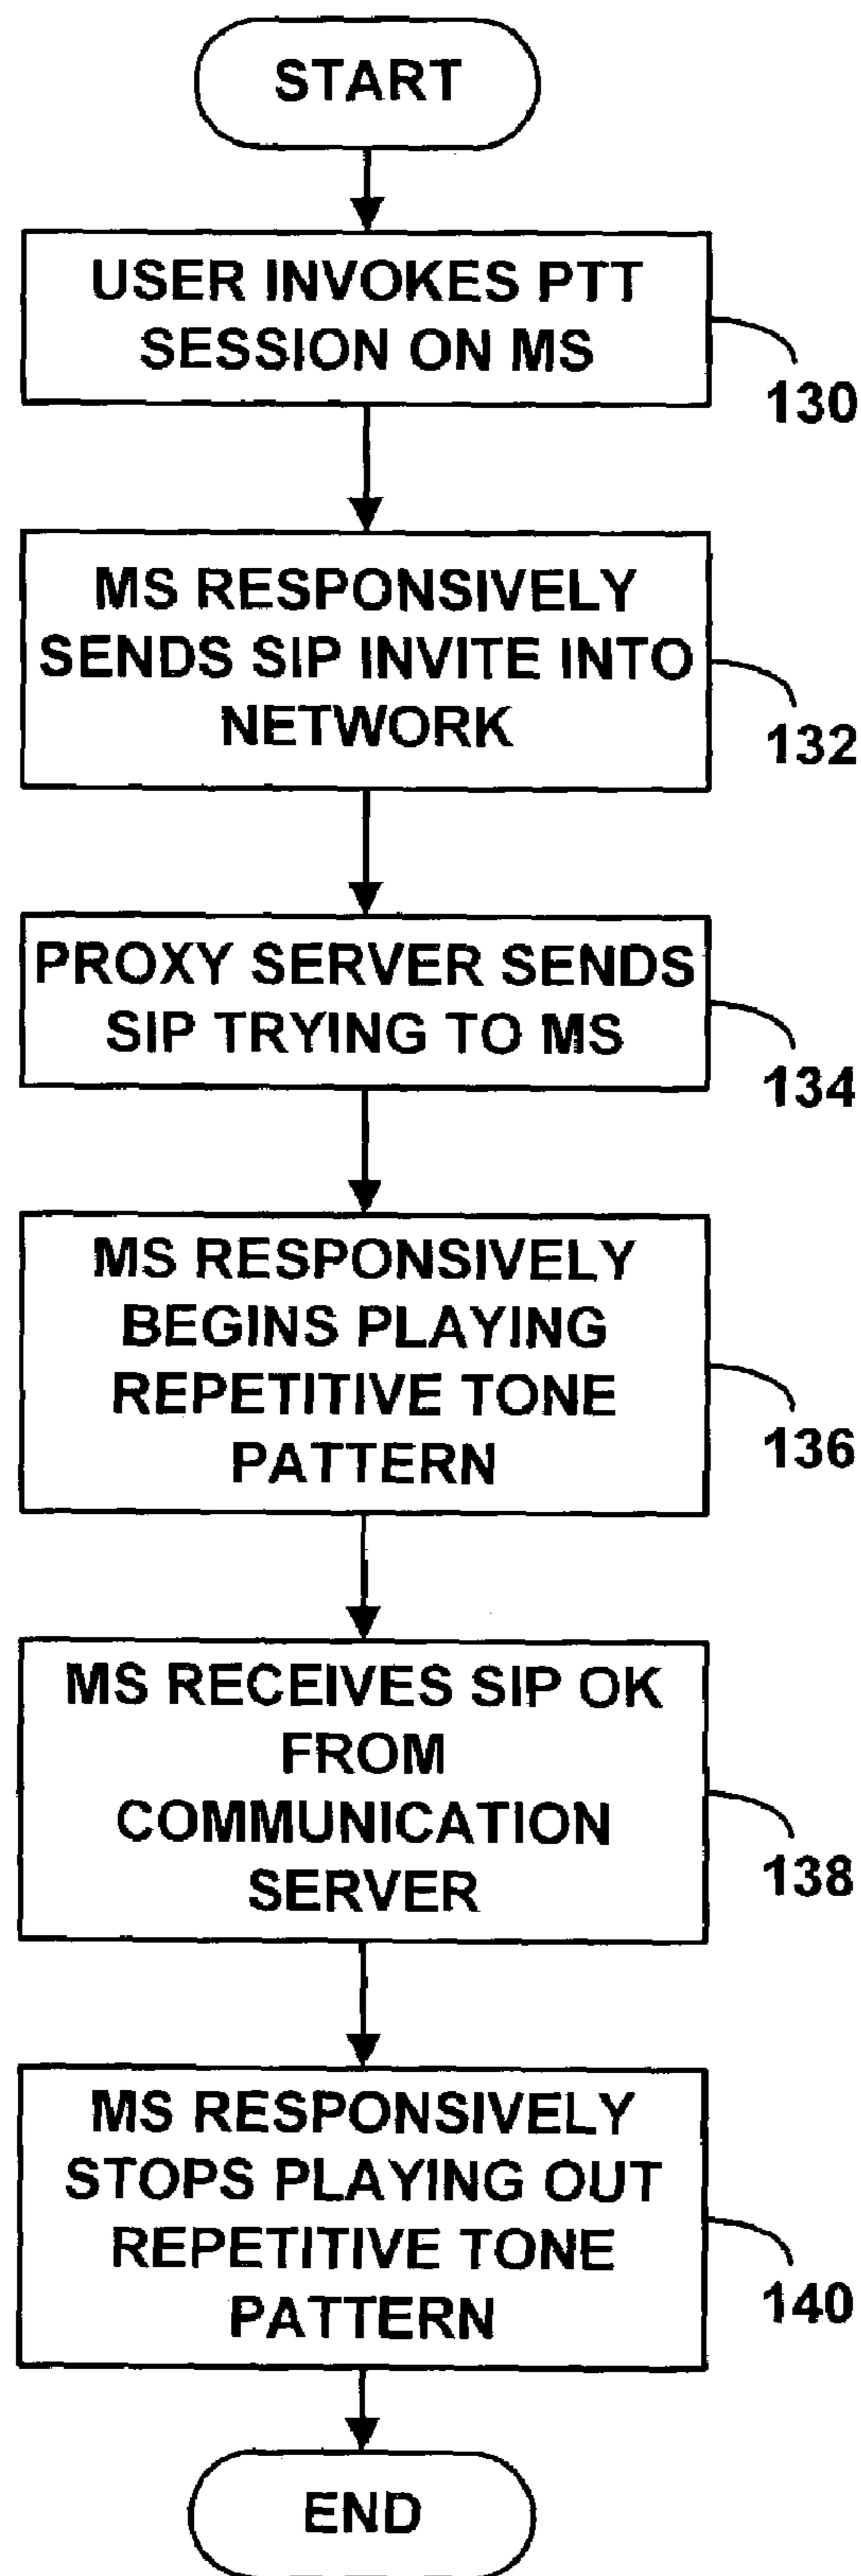 START
USER INVOKES PTT
SESSION ON MS
130
MS RESPONSIVELY
SENDS SIP INVITE INTO
NETWORK
132
PROXY SERVER SENDS
SIP TRYING TO MS
134
MS RESPONSIVELY
BEGINS PLAYING
REPETITIVE TONE
PATTERN
136
MS RECEIVES SIP OK
FROM
COMMUNICATION
SERVER
138
MS RESPONSIVELY
STOPS PLAYING OUT
REPETITIVE TONE
PATTERN
140
END